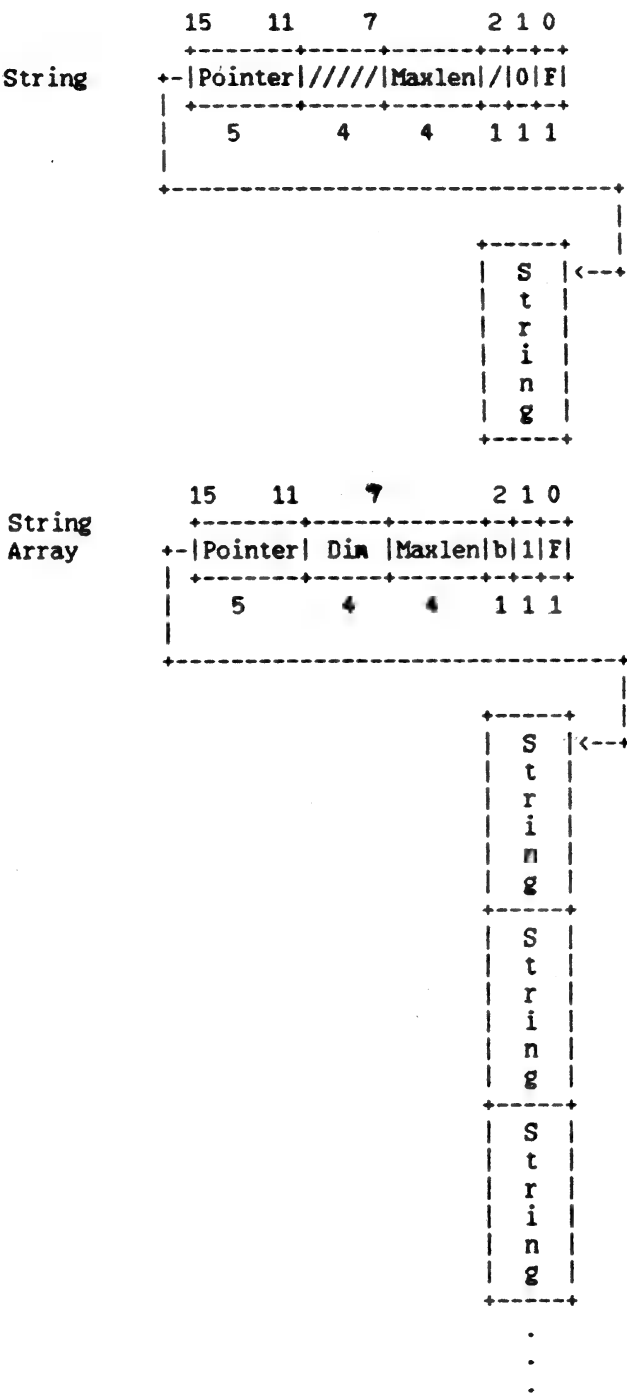 15 11 7 2 1 0
String +-|Pointer|/////|Maxlen|/|0|F|
5 4 4 1 1 1
S
t
r
i
n
g
15 11 7 2 1 0
String
Array +-|Pointer| Dim |Maxlen|b|1|F|
5 4 4 1 1 1
S
t
r
i
n
g
S
t
r
i
n
g
S
t
r
i
n
g
.
.
.